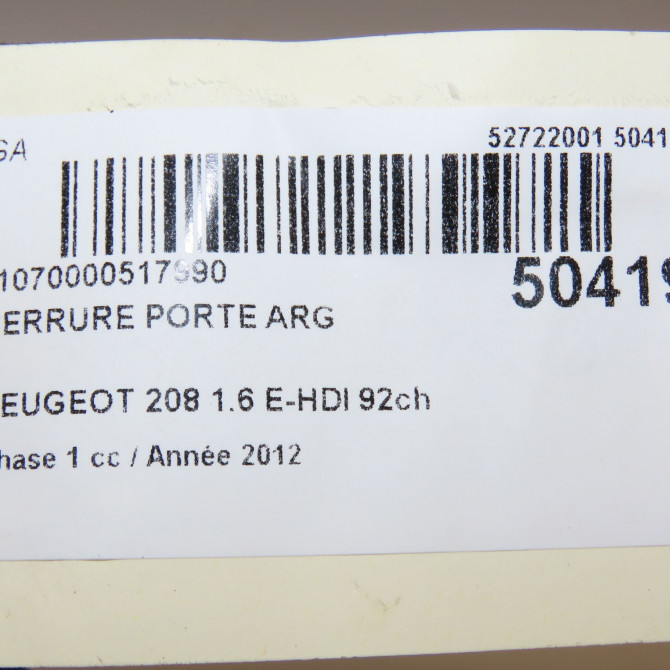 SA
52722001 5041
1070000517990
50419
ERRURE PORTE ARG
EUGEOT 208 1.6 E-HDI 92ch
hase 1 cc / Année 2012